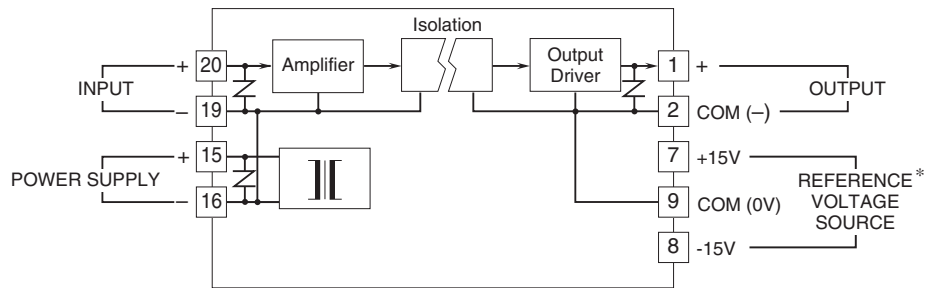 Isolation
+ 20 Amplifier Output Driver 1 +
INPUT OUTPUT
– 19 2 COM (–)
+ 15 7 +15V
POWER SUPPLY REFERENCE*
VOLTAGE
SOURCE
– 16 9 COM (0V)
8 -15V